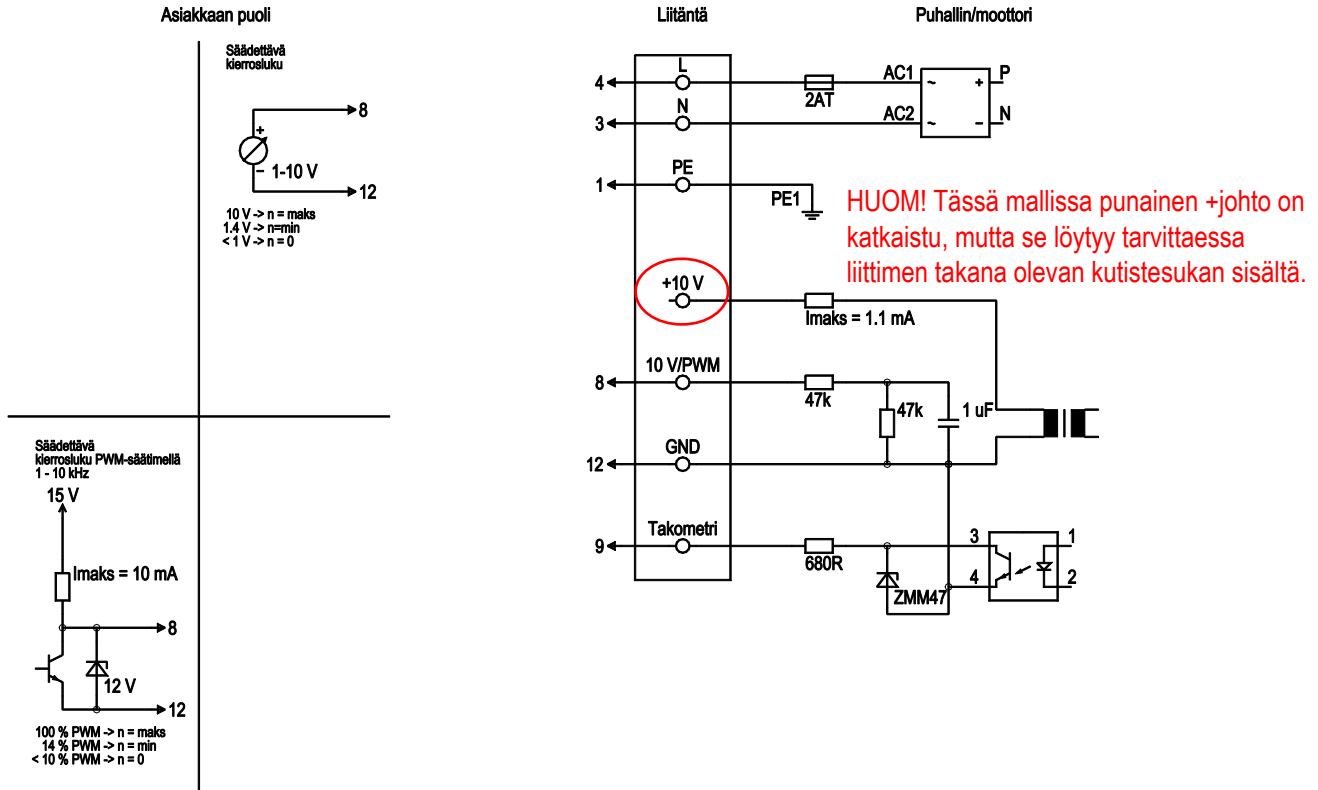 Asiakkaan puoli
Liitäntä
Puhallin/moottori
Säädettävä
kierrosluku
8
+
– 1-10 V
12
10 V -> n = maks
1.4 V -> n=min
< 1 V -> n = 0
Säädettävä
kierrosluku PWM-säätimellä
1 - 10 kHz
15 V
Imaks = 10 mA
8
12 V
12
100 % PWM -> n = maks
14 % PWM -> n = min
< 10 % PWM -> n = 0
4
L
2AT
AC1
~
+
P
3
N
AC2
~
–
N
1
PE
PE1
HUOM! Tässä mallissa punainen +johto on
katkaistu, mutta se löytyy tarvittaessa
liittimen takana olevan kutistesukan sisältä.
+10 V
Imaks = 1.1 mA
8
10 V/PWM
47k
47k
1 uF
12
GND
9
Takometri
680R
ZMM47
3
4
1
2